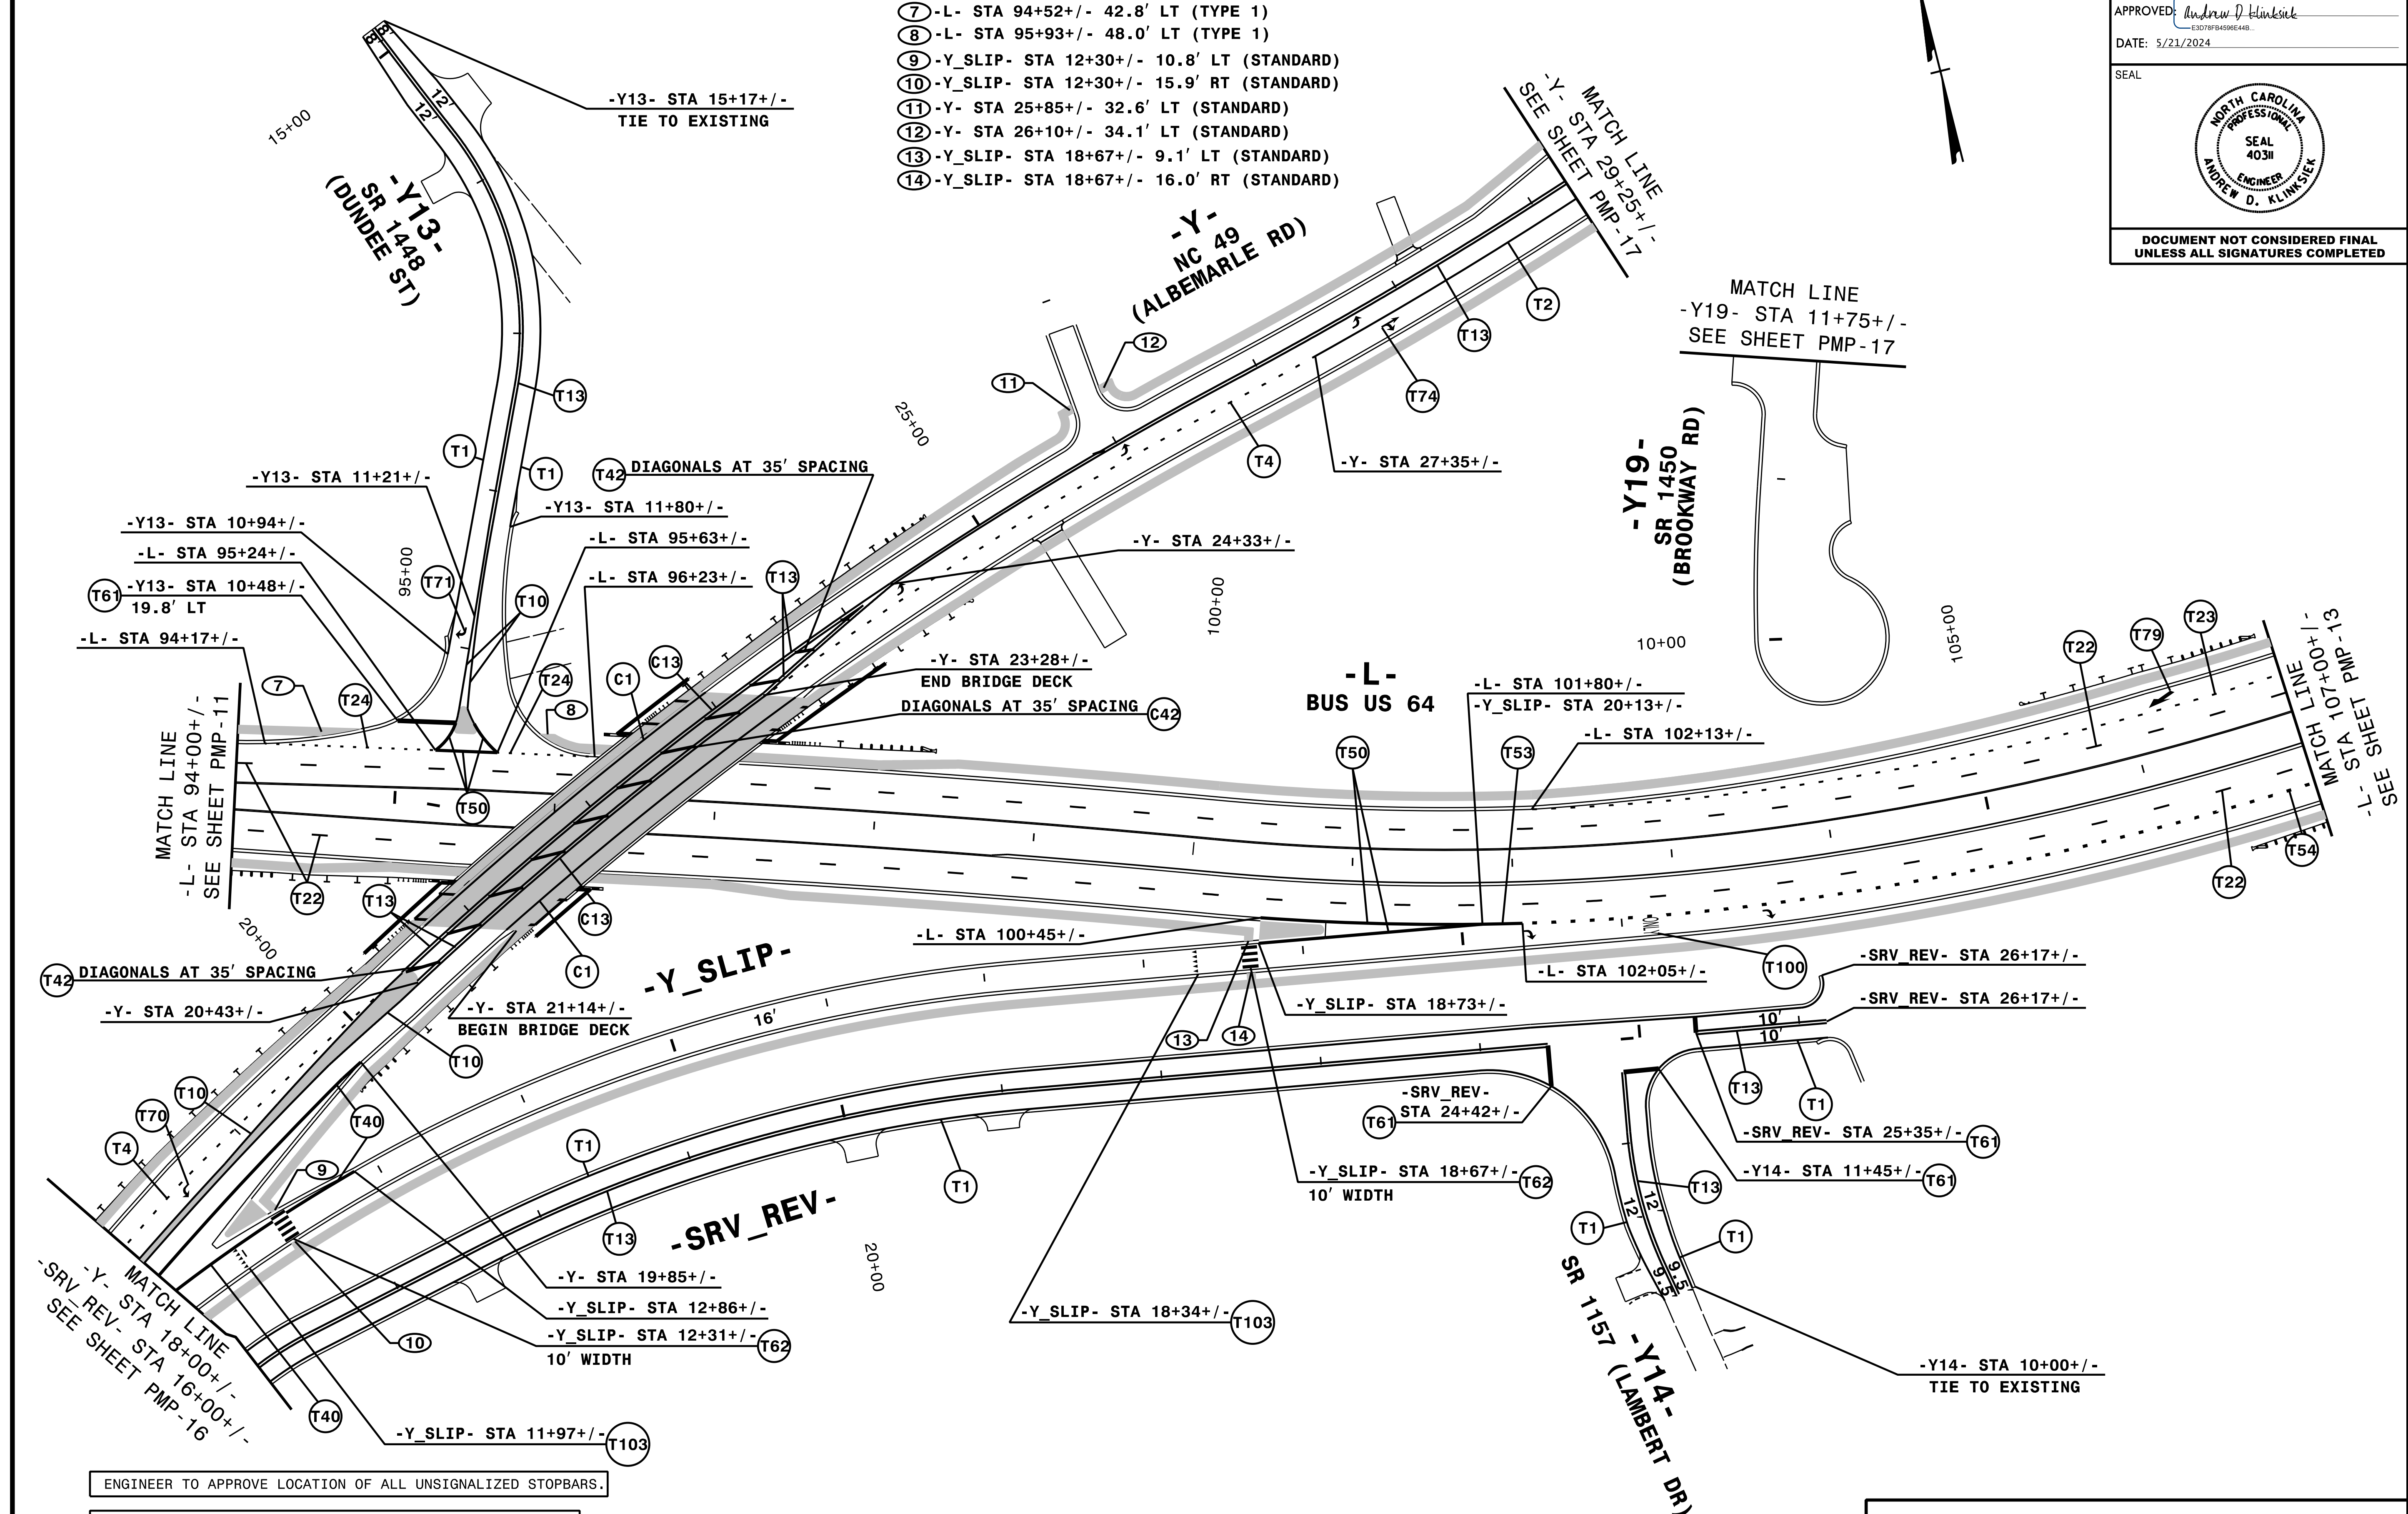 7 -L- STA 94+52+/- 42.8' LT (TYPE 1)
8 -L- STA 95+93+/- 48.0' LT (TYPE 1)
9 -Y_SLIP- STA 12+30+/- 10.8' LT (STANDARD)
10 -Y_SLIP- STA 12+30+/- 15.9' RT (STANDARD)
11 -Y- STA 25+85+/- 32.6' LT (STANDARD)
12 -Y- STA 26+10+/- 34.1' LT (STANDARD)
13 -Y_SLIP- STA 18+67+/- 9.1' LT (STANDARD)
14 -Y_SLIP- STA 18+67+/- 16.0' RT (STANDARD)
APPROVED: Andrew D Klinksiek
E3D78FB4596E44B...
DATE: 5/21/2024
SEAL
NORTH CAROLINA
PROFESSIONAL
SEAL
40311
ENGINEER
ANDREW D. KLINKSIEK
DOCUMENT NOT CONSIDERED FINAL
UNLESS ALL SIGNATURES COMPLETED
8'
8'
12'
12'
15+00
-Y13- STA 15+17+/-
TIE TO EXISTING
-Y13-
SR 1448
(DUNDEE ST)
-Y-
NC 49
(ALBEMARLE RD)
MATCH LINE
-Y- STA 29+25+/-
SEE SHEET PMP-17
MATCH LINE
-Y19- STA 11+75+/-
SEE SHEET PMP-17
-Y19-
SR 1450
(BROOKWAY RD)
T2
T13
T74
T4
12
11
25+00
-Y- STA 27+35+/-
T13
T1
T1
T42 DIAGONALS AT 35' SPACING
-Y13- STA 11+21+/-
-Y13- STA 11+80+/-
-Y13- STA 10+94+/-
-L- STA 95+63+/-
-L- STA 95+24+/-
-L- STA 96+23+/-
T61 -Y13- STA 10+48+/-
19.8' LT
-L- STA 94+17+/-
95+00
T71
T10
T13
-Y- STA 24+33+/-
100+00
10+00
105+00
7
T24
T24
8
C1
C13
-Y- STA 23+28+/-
END BRIDGE DECK
DIAGONALS AT 35' SPACING C42
-L-
BUS US 64
-L- STA 101+80+/-
-Y_SLIP- STA 20+13+/-
-L- STA 102+13+/-
T50
T53
T22
T79
T23
MATCH LINE
-L- STA 107+00+/-
SEE SHEET PMP-13
MATCH LINE
-L- STA 94+00+/-
SEE SHEET PMP-11
T50
T22
T13
C13
C1
20+00
T22
T54
T42 DIAGONALS AT 35' SPACING
-Y- STA 20+43+/-
-Y- STA 21+14+/-
BEGIN BRIDGE DECK
-Y_SLIP-
16'
-L- STA 100+45+/-
ONLY
T100
-L- STA 102+05+/-
-SRV_REV- STA 26+17+/-
-SRV_REV- STA 26+17+/-
-Y_SLIP- STA 18+73+/-
13
14
10'
10'
T13
T1
T10
T10
T70
T4
T40
9
T1
T13
T1
-SRV_REV-
-SRV_REV-
T61 STA 24+42+/-
-SRV_REV- STA 25+35+/- T61
-Y14- STA 11+45+/- T61
-Y_SLIP- STA 18+67+/- T62
10' WIDTH
T13
12'
12'
T1
T1
9.5'
9.5'
20+00
-Y- STA 19+85+/-
-Y_SLIP- STA 12+86+/-
-Y_SLIP- STA 12+31+/- T62
10' WIDTH
10
-Y_SLIP- STA 18+34+/- T103
MATCH LINE
-Y- STA 18+00+/-
-SRV_REV- STA 16+00+/-
SEE SHEET PMP-16
T40
-Y_SLIP- STA 11+97+/- T103
-Y14-
SR 1157 (LAMBERT DR)
-Y14- STA 10+00+/-
TIE TO EXISTING
ENGINEER TO APPROVE LOCATION OF ALL UNSIGNALIZED STOPBARS.